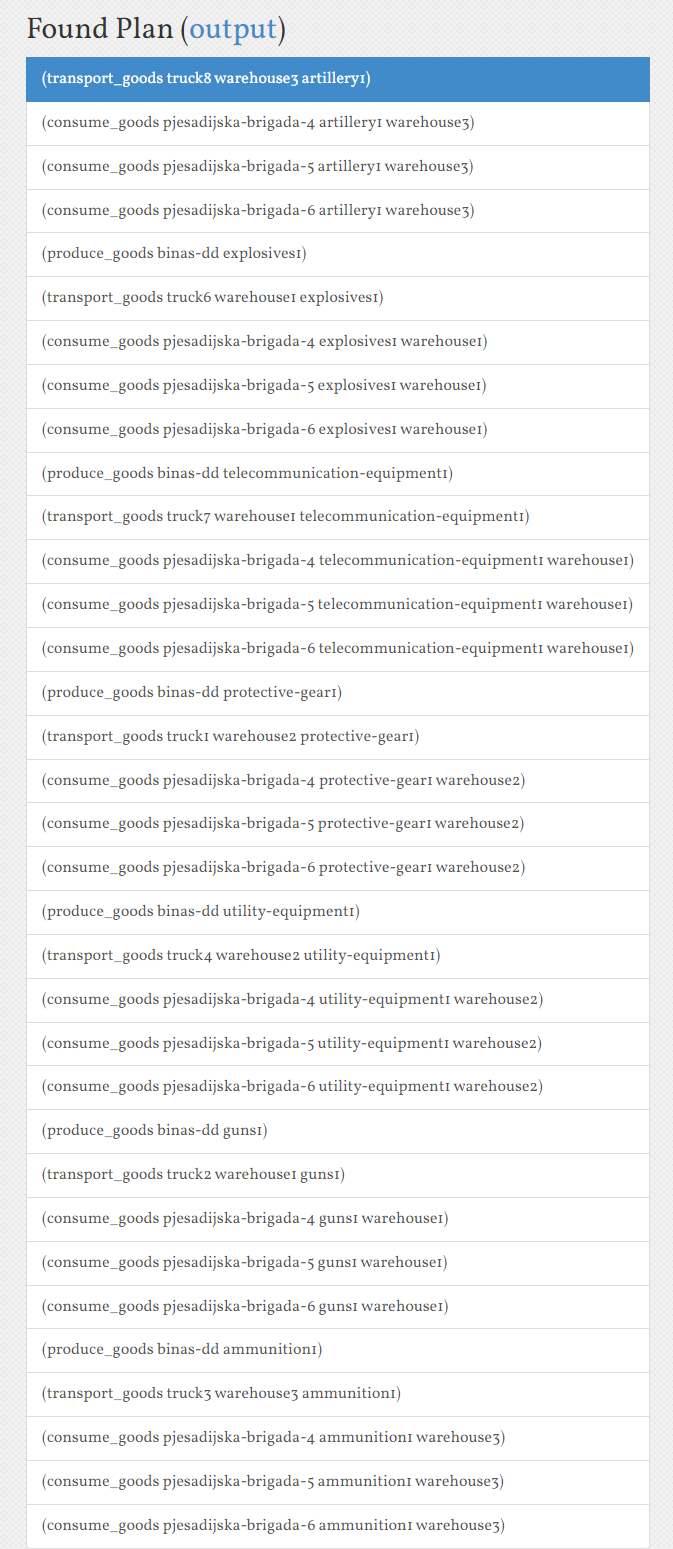 Found Plan (output)
(transport_goods truck8 warehouse3 artillery1)
(consume_goods pjesadijska-brigada-4 artillery1 warehouse3)
(consume_goods pjesadijska-brigada-5 artillery1 warehouse3)
(consume_goods pjesadijska-brigada-6 artillery1 warehouse3)
(produce_goods binas-dd explosives1)
(transport_goods truck6 warehouse1 explosives1)
(consume_goods pjesadijska-brigada-4 explosives1 warehouse1)
(consume_goods pjesadijska-brigada-5 explosives1 warehouse1)
(consume_goods pjesadijska-brigada-6 explosives1 warehouse1)
(produce_goods binas-dd telecommunication-equipment1)
(transport_goods truck7 warehouse1 telecommunication-equipment1)
(consume_goods pjesadijska-brigada-4 telecommunication-equipment1 warehouse1)
(consume_goods pjesadijska-brigada-5 telecommunication-equipment1 warehouse1)
(consume_goods pjesadijska-brigada-6 telecommunication-equipment1 warehouse1)
(produce_goods binas-dd protective-gear1)
(transport_goods truck1 warehouse2 protective-gear1)
(consume_goods pjesadijska-brigada-4 protective-gear1 warehouse2)
(consume_goods pjesadijska-brigada-5 protective-gear1 warehouse2)
(consume_goods pjesadijska-brigada-6 protective-gear1 warehouse2)
(produce_goods binas-dd utility-equipment1)
(transport_goods truck4 warehouse2 utility-equipment1)
(consume_goods pjesadijska-brigada-4 utility-equipment1 warehouse2)
(consume_goods pjesadijska-brigada-5 utility-equipment1 warehouse2)
(consume_goods pjesadijska-brigada-6 utility-equipment1 warehouse2)
(produce_goods binas-dd guns1)
(transport_goods truck2 warehouse1 guns1)
(consume_goods pjesadijska-brigada-4 guns1 warehouse1)
(consume_goods pjesadijska-brigada-5 guns1 warehouse1)
(consume_goods pjesadijska-brigada-6 guns1 warehouse1)
(produce_goods binas-dd ammunition1)
(transport_goods truck3 warehouse3 ammunition1)
(consume_goods pjesadijska-brigada-4 ammunition1 warehouse3)
(consume_goods pjesadijska-brigada-5 ammunition1 warehouse3)
(consume_goods pjesadijska-brigada-6 ammunition1 warehouse3)